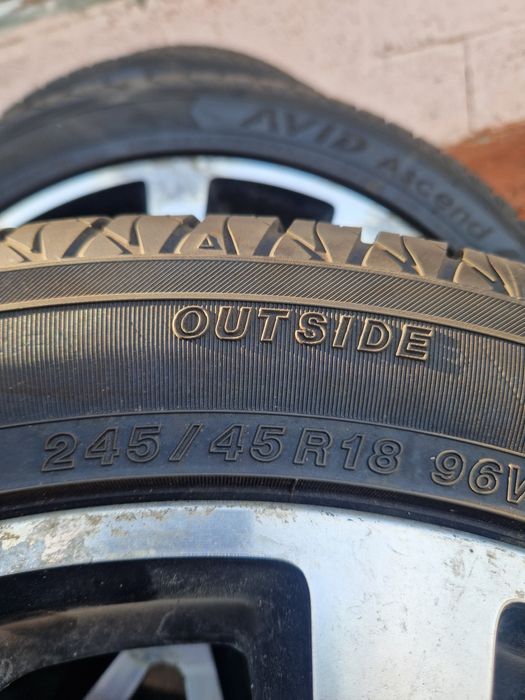 AVID Ascend
OUTSIDE
245/45R18 96V